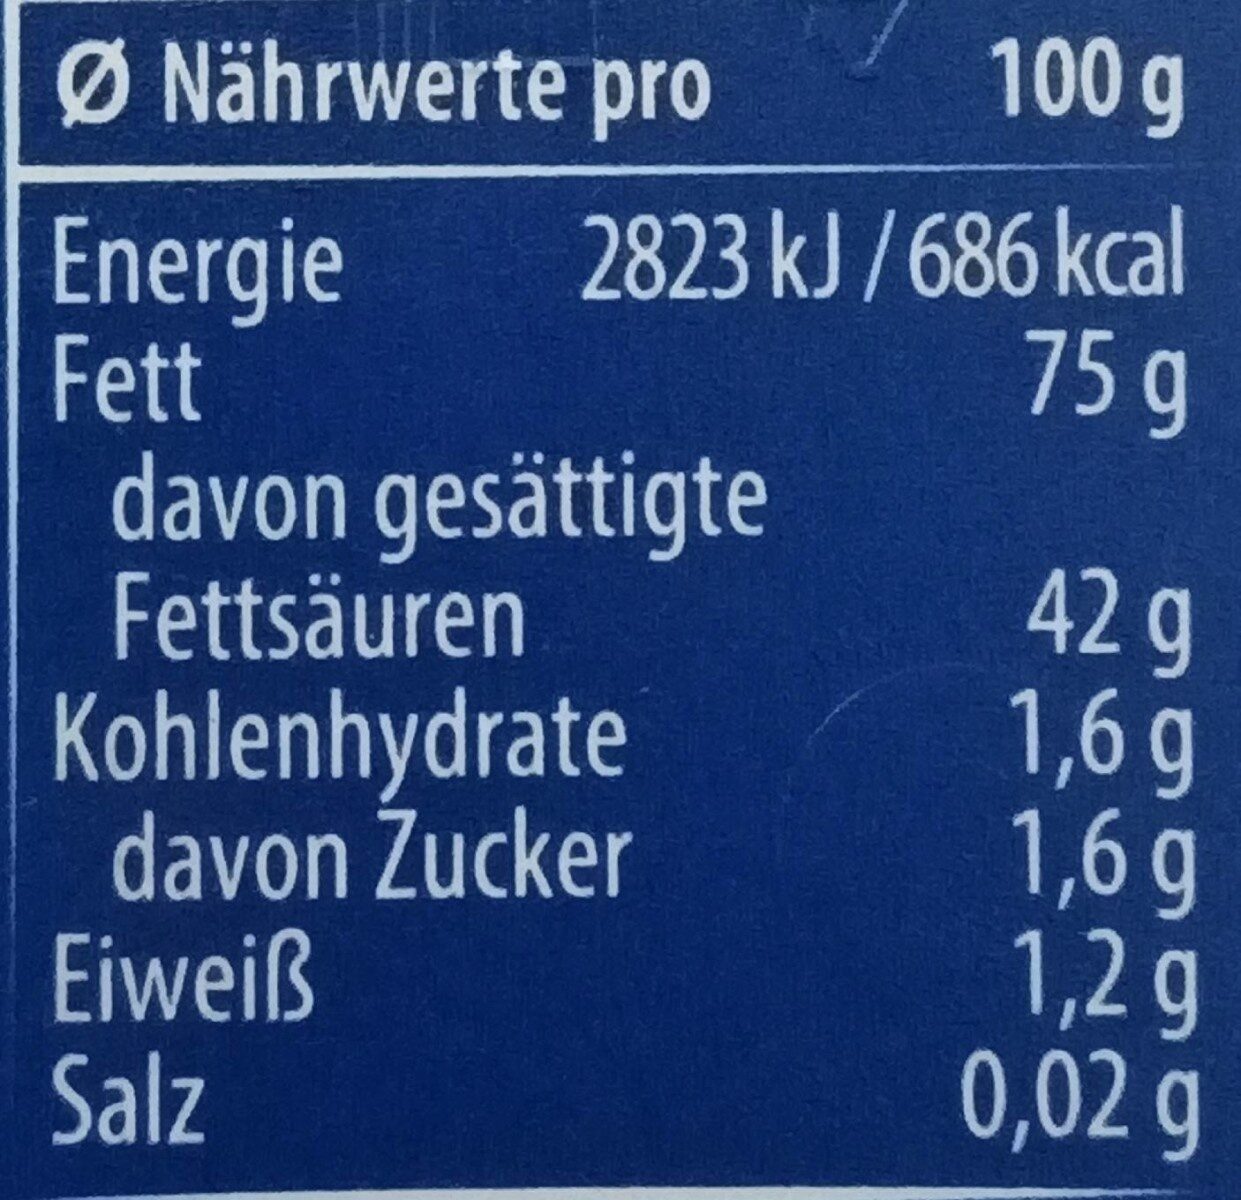 Ø Nährwerte pro 100 g
Energie 2823 kJ / 686 kcal
Fett 75 g
davon gesättigte
Fettsäuren 42 g
Kohlenhydrate 1,6 g
davon Zucker 1,6 g
Eiweiß 1,2 g
Salz 0,02 g